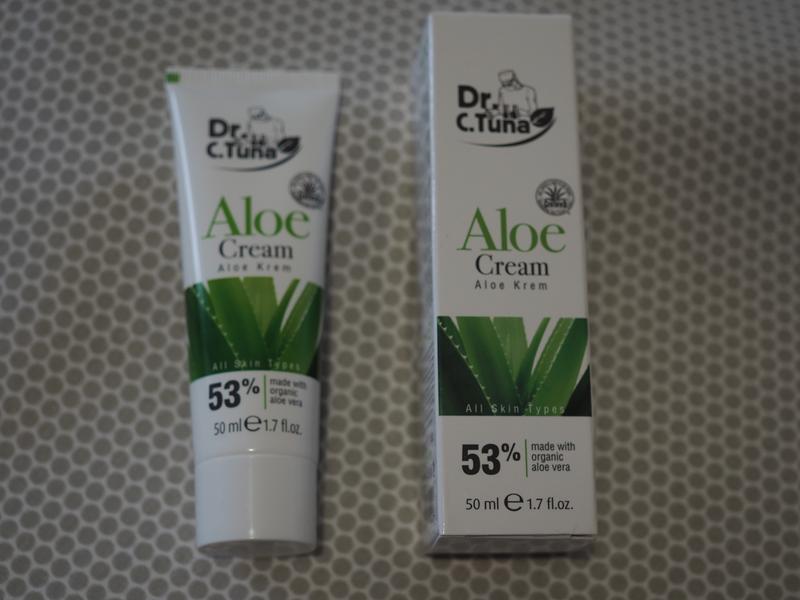 Dr.
C.Tuna
Aloe
Cream
Aloe Krem
All Skin Types
53%
made with
organic
aloe vera
50 ml e 1.7 fl.oz.
Dr.
C.Tuna
Aloe
Cream
Aloe Krem
All Skin Types
53%
made with
organic
aloe vera
50 ml e 1.7 fl.oz.